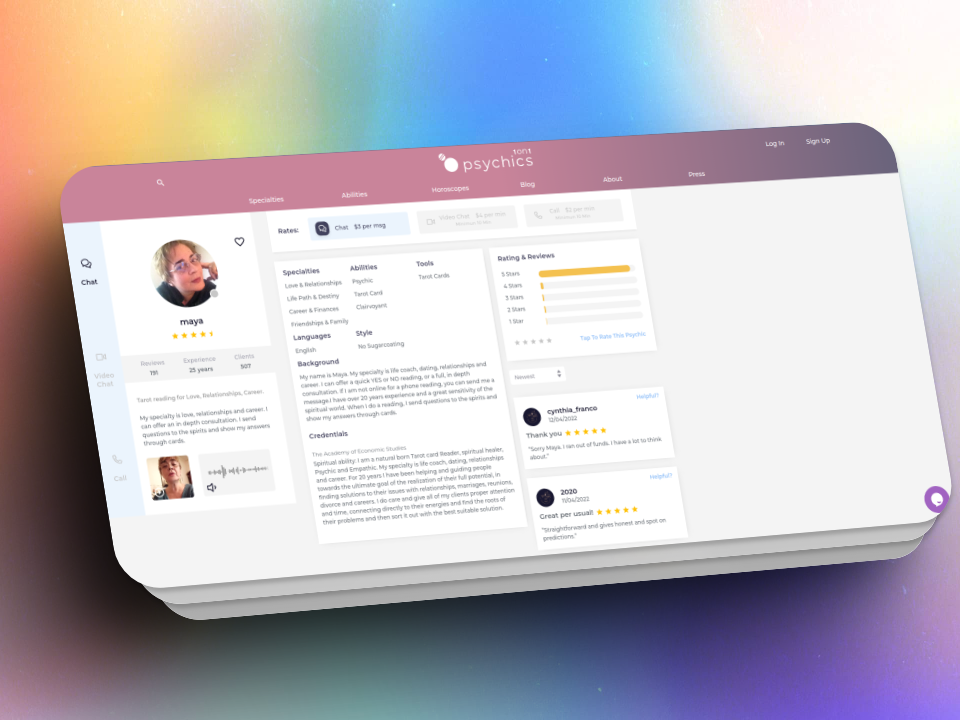 1on1
psychics
Log In
Sign Up
Specialties
Abilities
Horoscopes
Blog
About
Press
Chat
Video
Chat
Call
maya
Reviews
191
Experience
25 years
Clients
507
Tarot reading for Love, Relationships, Career.
My specialty is love, relationships and career. I
can offer an in depth consultation. I send
questions to the spirits and show my answers
through cards.
Rates:
Chat $3 per msg
Video Chat $4 per min
Call $3 per min
Specialties
Love & Relationships
Life Path & Destiny
Career & Finances
Friendships & Family
Abilities
Psychic
Tarot Card
Clairvoyant
Tools
Tarot Cards
Languages
English
Style
No Sugarcoating
Background
My name is Maya. My specialty is life coach, dating, relationships and
career. I can offer a quick YES or NO reading, or a full, in depth
consultation. If I am not online for a phone reading, you can send me a
message.I have over 20 years experience and a great sensitivity of the
spiritual world. When I do a reading, I send questions to the spirits and
show my answers through cards.
Credentials
The Academy of Economic Studies.
Spiritual ability: I am a natural born Tarot card Reader, spiritual healer,
Psychic and Empathic. My specialty is life coach, dating, relationships
and career. For 20 years I have been helping and guiding people
towards the ultimate goal of the realization of their full potential, in
finding solutions to their issues with relationships, marriages, reunions,
divorce and careers. I do care and give all of my clients proper attention
and time, connecting directly to their energies and find the roots of
their problems and then sort it out with the best suitable solution.
Rating & Reviews
5 Stars
4 Stars
3 Stars
2 Stars
1 Star
Tap To Rate This Psychic
Newest
Helpful?
cynthia_franco
12/04/2022
Thank you
"Sorry Maya. I ran out of funds. I have a lot to think
about."
Helpful?
2020
11/04/2022
Great per usual!
"Straightforward and gives honest and spot on
predictions."